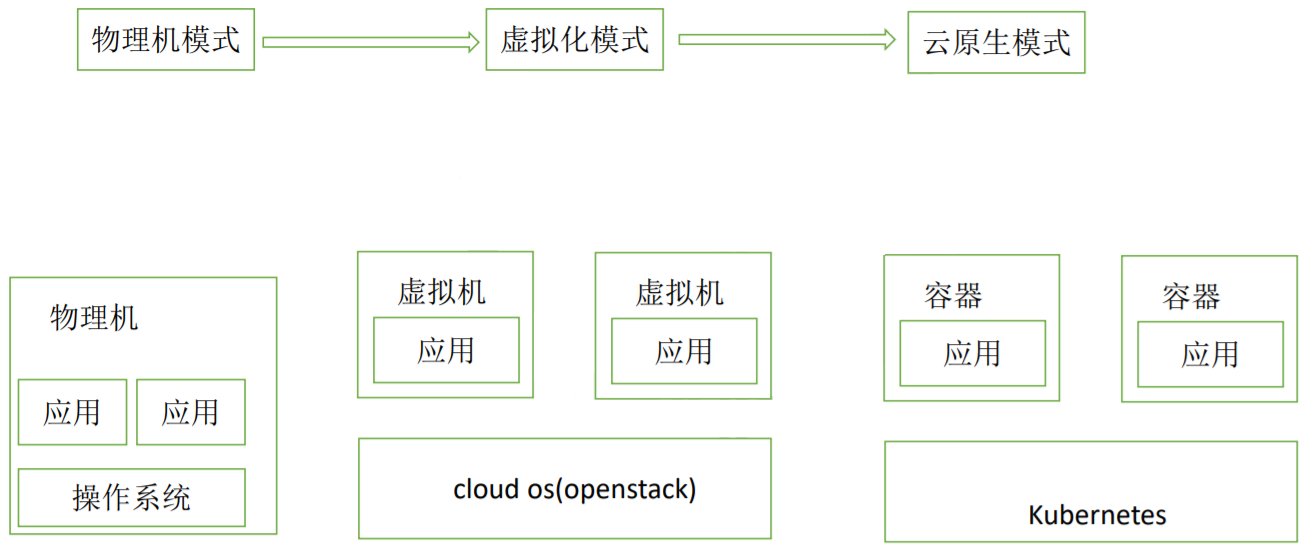 物理机模式
虚拟化模式
云原生模式
物理机
应用
应用
操作系统
虚拟机
应用
虚拟机
应用
cloud os(openstack)
容器
应用
容器
应用
Kubernetes